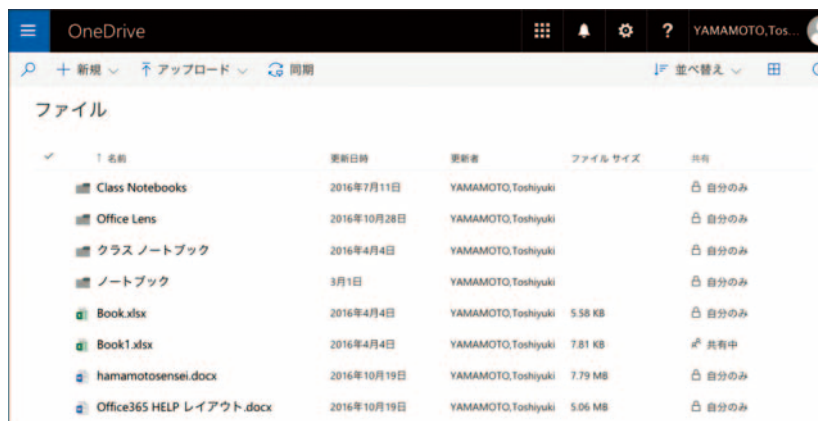 OneDrive ? YAMAMOTO,Tos...
新規 アップロード 同期 並べ替え
ファイル
↑ 名前 更新日時 更新者 ファイル サイズ 共有
Class Notebooks 2016年7月11日 YAMAMOTO,Toshiyuki 自分のみ
Office Lens 2016年10月28日 YAMAMOTO,Toshiyuki 自分のみ
クラス ノートブック 2016年4月4日 YAMAMOTO,Toshiyuki 自分のみ
ノートブック 3月1日 YAMAMOTO,Toshiyuki 自分のみ
Book.xlsx 2016年4月4日 YAMAMOTO,Toshiyuki 5.58 KB 自分のみ
Book1.xlsx 2016年4月4日 YAMAMOTO,Toshiyuki 7.81 KB 共有中
hamamotosensei.docx 2016年10月19日 YAMAMOTO,Toshiyuki 7.79 MB 自分のみ
Office365 HELP レイアウト.docx 2016年10月19日 YAMAMOTO,Toshiyuki 5.06 MB 自分のみ